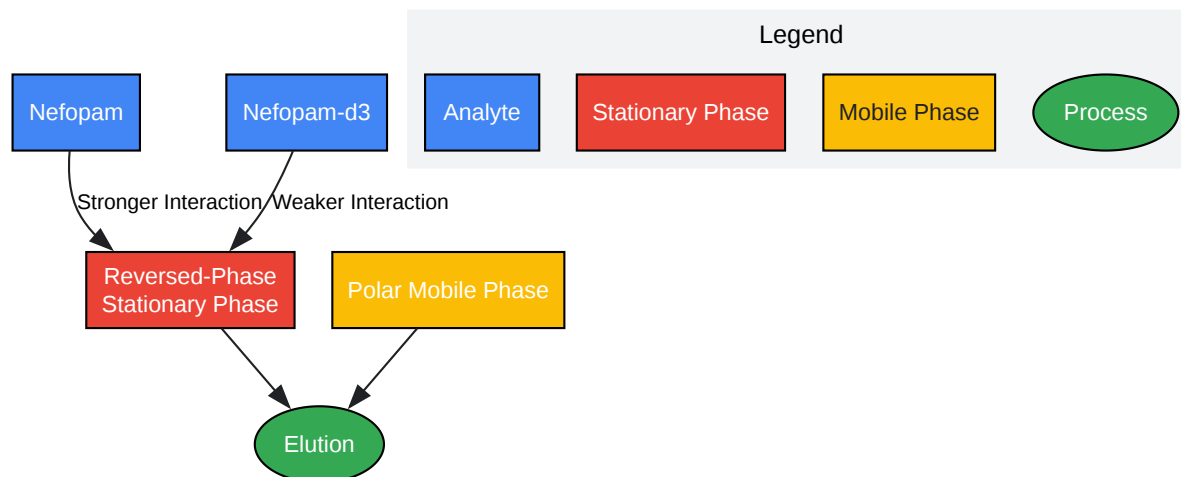 Legend
Nefopam
Nefopam-d3
Analyte
Stationary Phase
Mobile Phase
Process
Stronger Interaction
Weaker Interaction
Reversed-Phase
Stationary Phase
Polar Mobile Phase
Elution